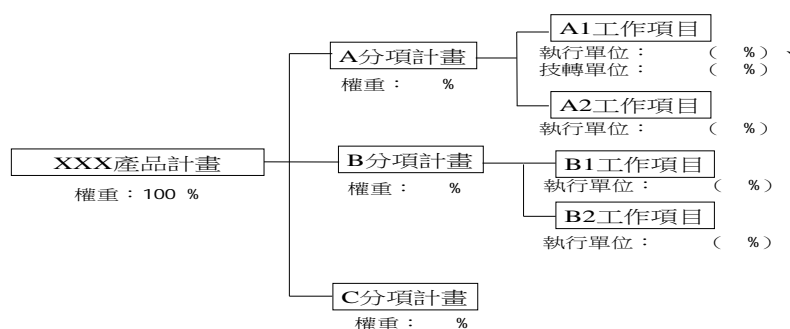 A1工作項目
執行單位： （ %）、
技轉單位： （ %）
A分項計畫
權重： %
A2工作項目
執行單位： （ %）
XXX產品計畫
權重：100 %
B分項計畫
權重： %
B1工作項目
執行單位： （ %）
B2工作項目
執行單位： （ %）
C分項計畫
權重： %